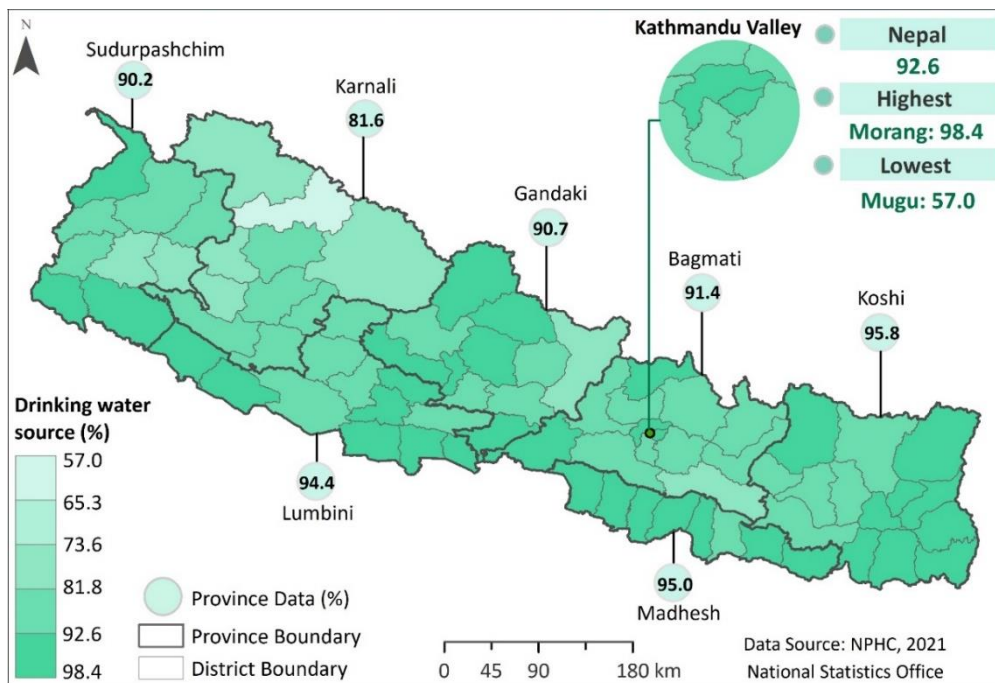 N
Sudurpashchim
90.2
Karnali
81.6
Gandaki
90.7
Bagmati
91.4
Koshi
95.8
Kathmandu Valley
Nepal
92.6
Highest
Morang: 98.4
Lowest
Mugu: 57.0
94.4
Lumbini
95.0
Madhesh
Drinking water
source (%)
57.0
65.3
73.6
81.8
92.6
98.4
Province Data (%)
Province Boundary
District Boundary
0 45 90 180 km
Data Source: NPHC, 2021
National Statistics Office